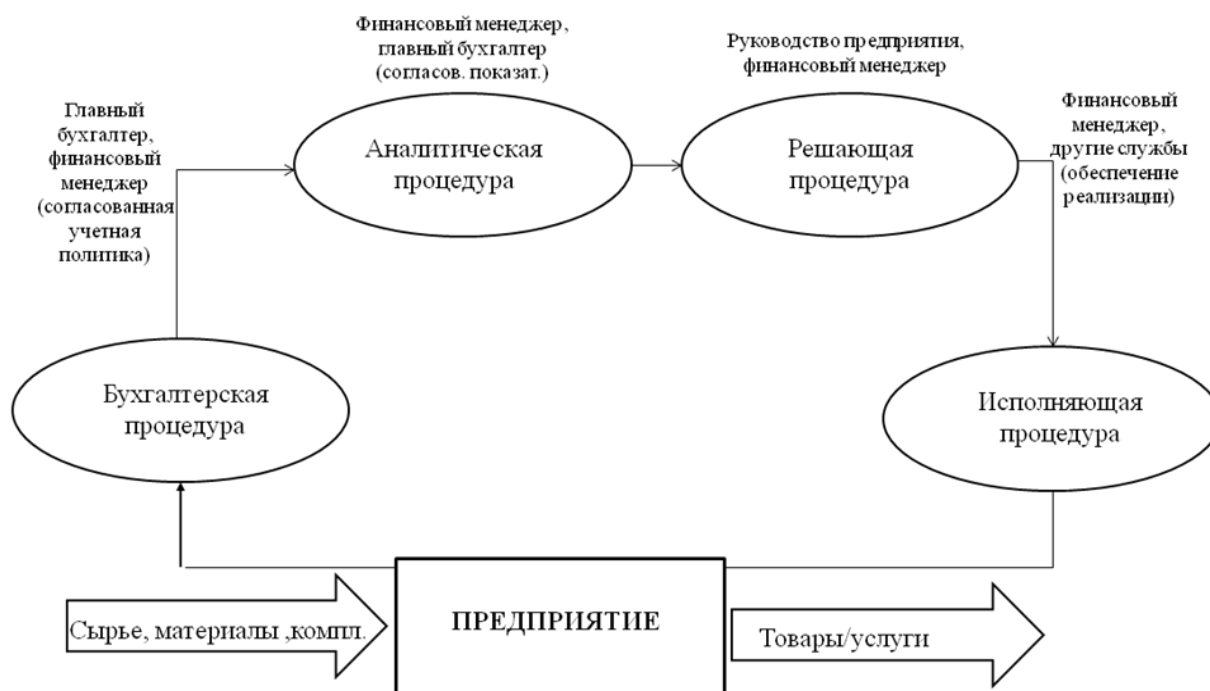 Финансовый менеджер,
главный бухгалтер
(согласов. показат.)
Руководство предприятия,
финансовый менеджер
Главный
бухгалтер,
финансовый
менеджер
(согласованная
учетная
политика)
Аналитическая
процедура
Решающая
процедура
Финансовый
менеджер,
другие службы
(обеспечение
реализации)
Бухгалтерская
процедура
Исполняющая
процедура
Сырье, материалы ,компл.
ПРЕДПРИЯТИЕ
Товары/услуги